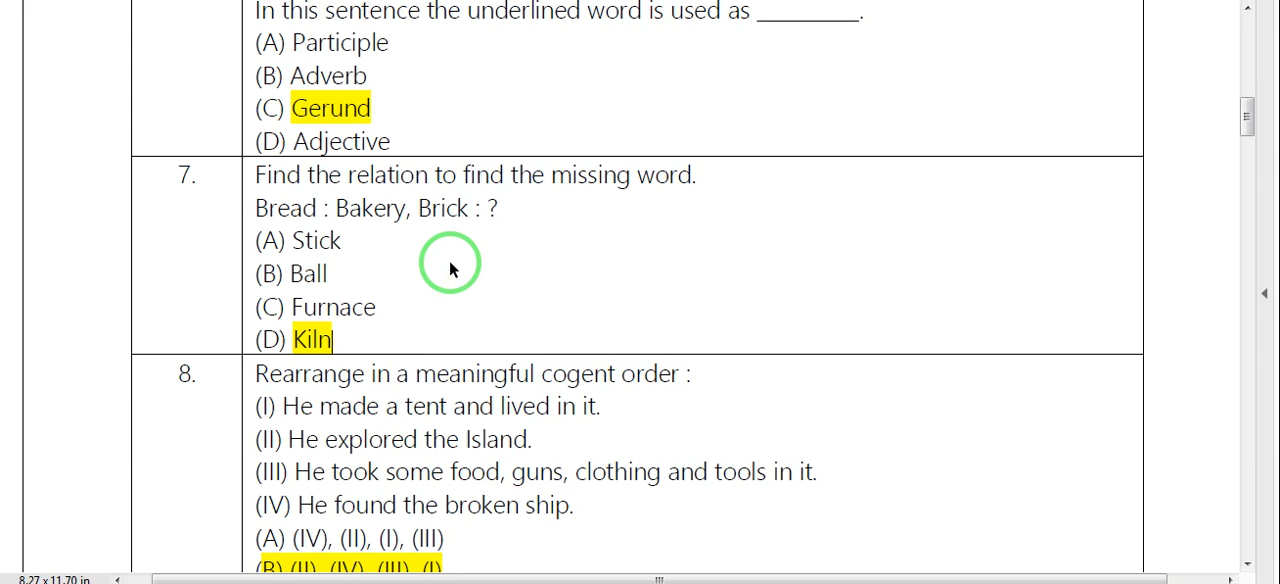 In this sentence the underlined word is used as _________.
(A) Participle
(B) Adverb
(C) Gerund
(D) Adjective
7. Find the relation to find the missing word.
Bread : Bakery, Brick : ?
(A) Stick
(B) Ball
(C) Furnace
(D) Kiln
8. Rearrange in a meaningful cogent order :
(I) He made a tent and lived in it.
(II) He explored the Island.
(III) He took some food, guns, clothing and tools in it.
(IV) He found the broken ship.
(A) (IV), (II), (I), (III)
(B) (II), (IV), (III), (I)
8.27 x 11.70 in